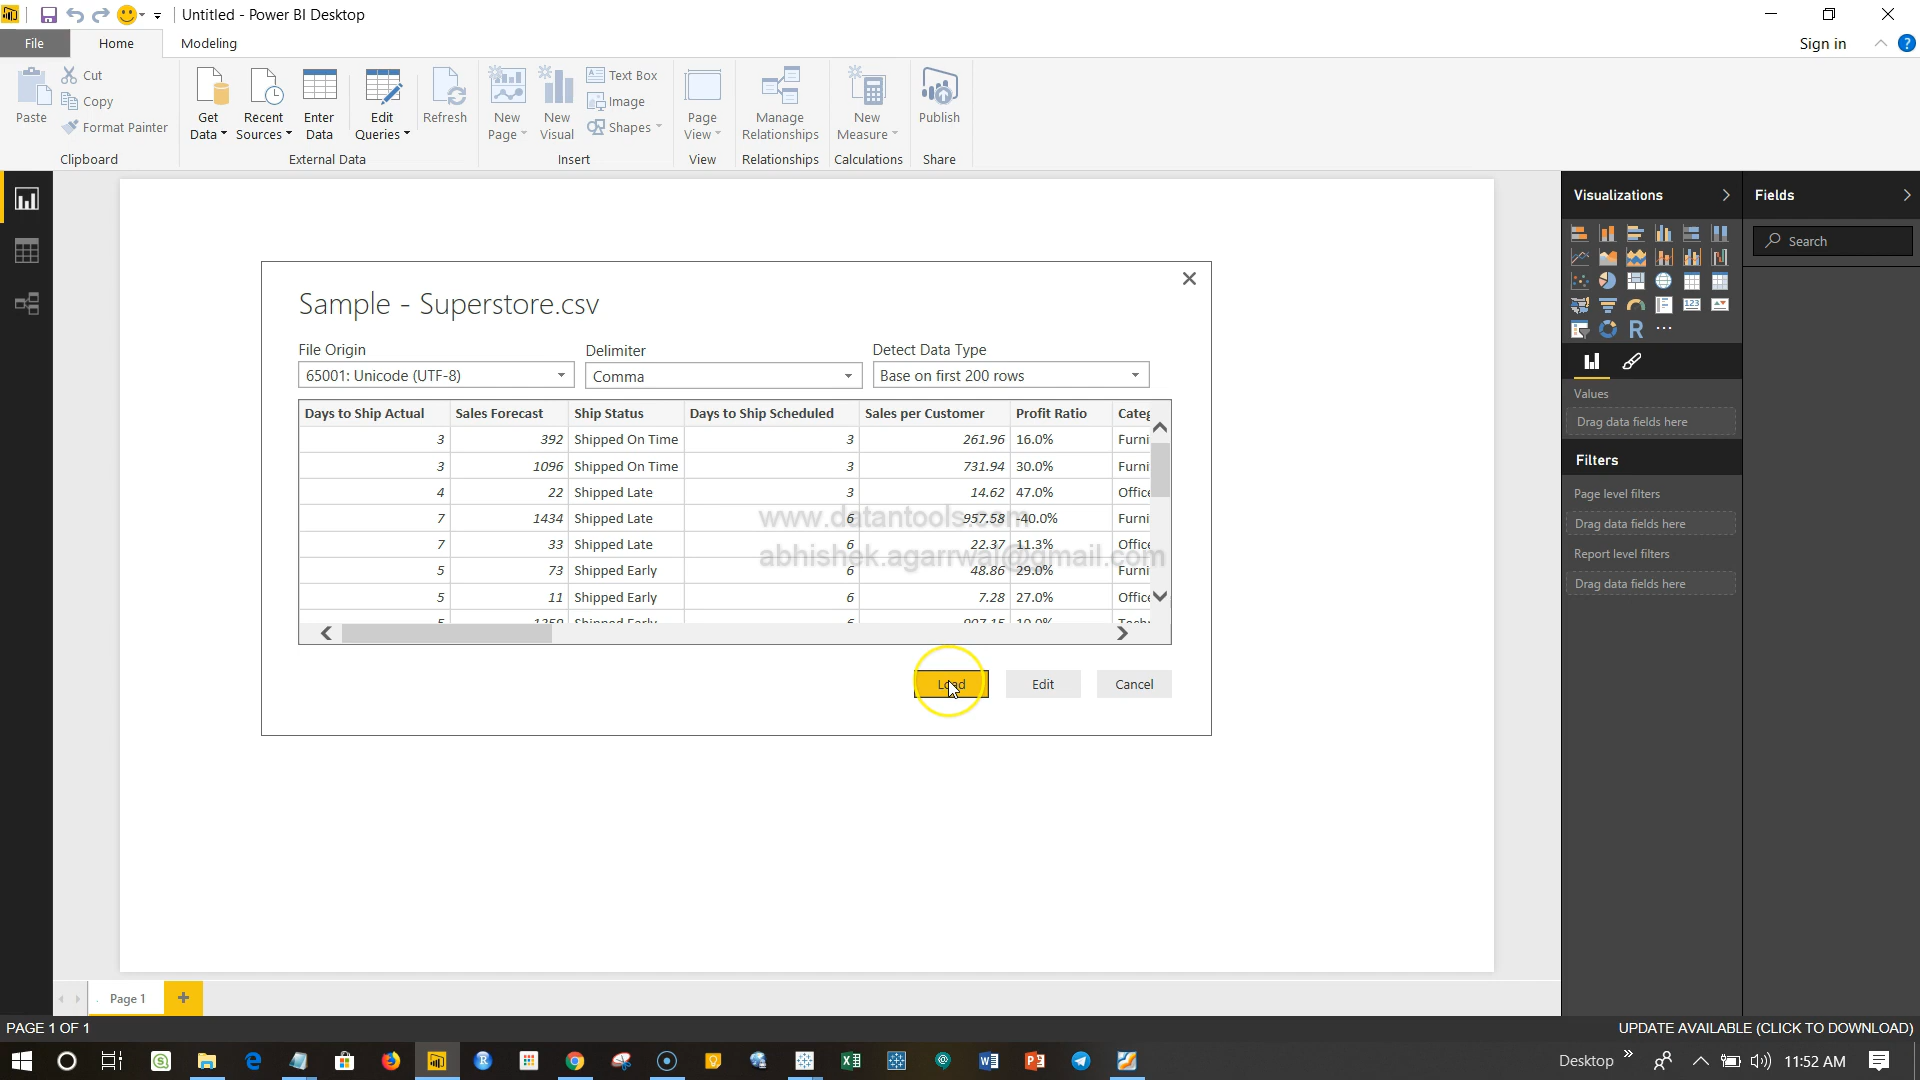 Untitled - Power BI Desktop
File Home Modeling Sign in
Paste Cut Copy Format Painter
Get Data Recent Sources Enter Data Edit Queries Refresh
New Page New Visual Text Box Image Shapes
Page View Manage Relationships New Measure Publish
Clipboard External Data Insert View Relationships Calculations Share
Visualizations Fields
Search
Sample - Superstore.csv
File Origin Delimiter Detect Data Type
65001: Unicode (UTF-8) Comma Base on first 200 rows
Days to Ship Actual Sales Forecast Ship Status Days to Ship Scheduled Sales per Customer Profit Ratio Categ
3 392 Shipped On Time 3 261.96 16.0% Furni
3 1096 Shipped On Time 3 731.94 30.0% Furni
4 22 Shipped Late 3 14.62 47.0% Office
7 1434 Shipped Late 6 957.58 -40.0% Furni
7 33 Shipped Late 6 22.37 11.3% Office
5 73 Shipped Early 6 48.86 29.0% Furni
5 11 Shipped Early 6 7.28 27.0% Office
www.datantools.com
abhishek.agarrwal@gmail.com
Load Edit Cancel
Values
Drag data fields here
Filters
Page level filters
Drag data fields here
Report level filters
Drag data fields here
Page 1
PAGE 1 OF 1 UPDATE AVAILABLE (CLICK TO DOWNLOAD)
Desktop 11:52 AM